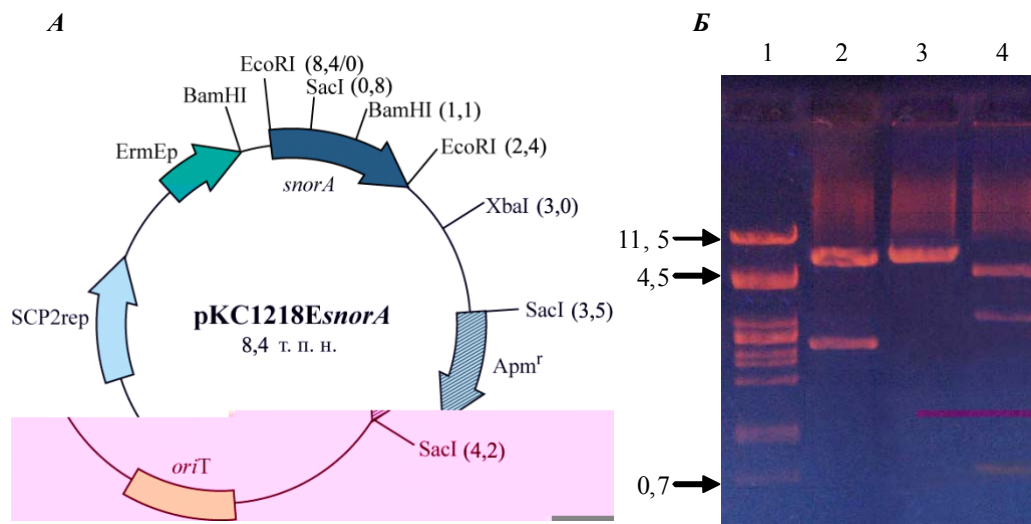 А
EcoRI (8,4/0)
SacI (0,8)
BamHI
BamHI (1,1)
ErmEp
EcoRI (2,4)
snorA
XbaI (3,0)
SCP2rep
pKC1218EsnorA
8,4 т. п. н.
SacI (3,5)
Apmʳ
SacI (4,2)
oriT
Б
1 2 3 4
11, 5
4,5
0,7